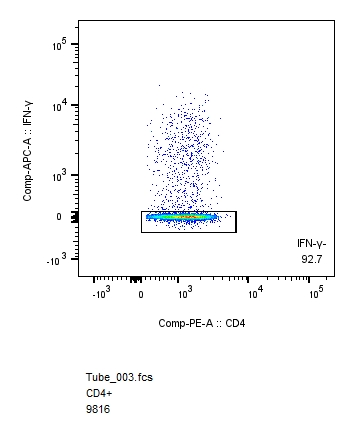 10^5
10^4
10^3
0
-10^3
Comp-APC-A :: IFN-γ
IFN-γ-
92.7
-10^3 0 10^3 10^4 10^5
Comp-PE-A :: CD4
Tube_003.fcs
CD4+
9816